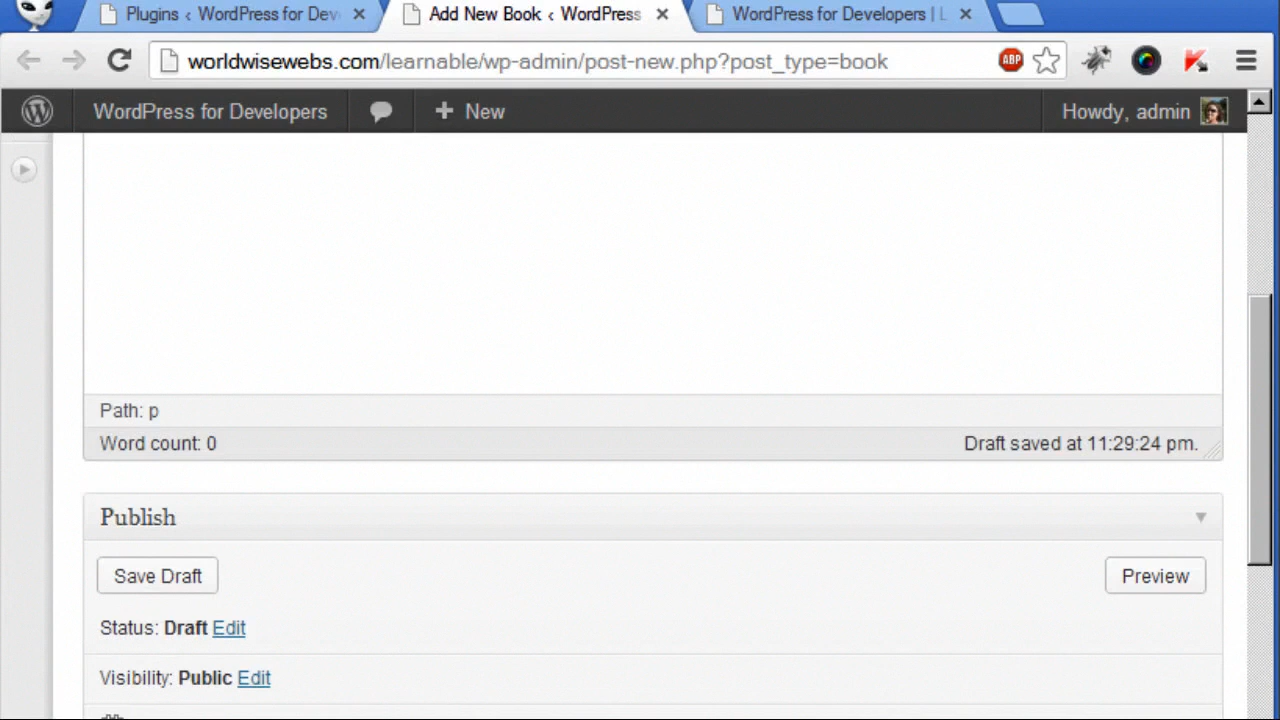 Plugins ‹ WordPress for Dev
Add New Book ‹ WordPress
WordPress for Developers | L
worldwisewebs.com/learnable/wp-admin/post-new.php?post_type=book
ABP
WordPress for Developers
+ New
Howdy, admin
Path: p
Word count: 0
Draft saved at 11:29:24 pm.
Publish
Save Draft
Preview
Status: Draft Edit
Visibility: Public Edit